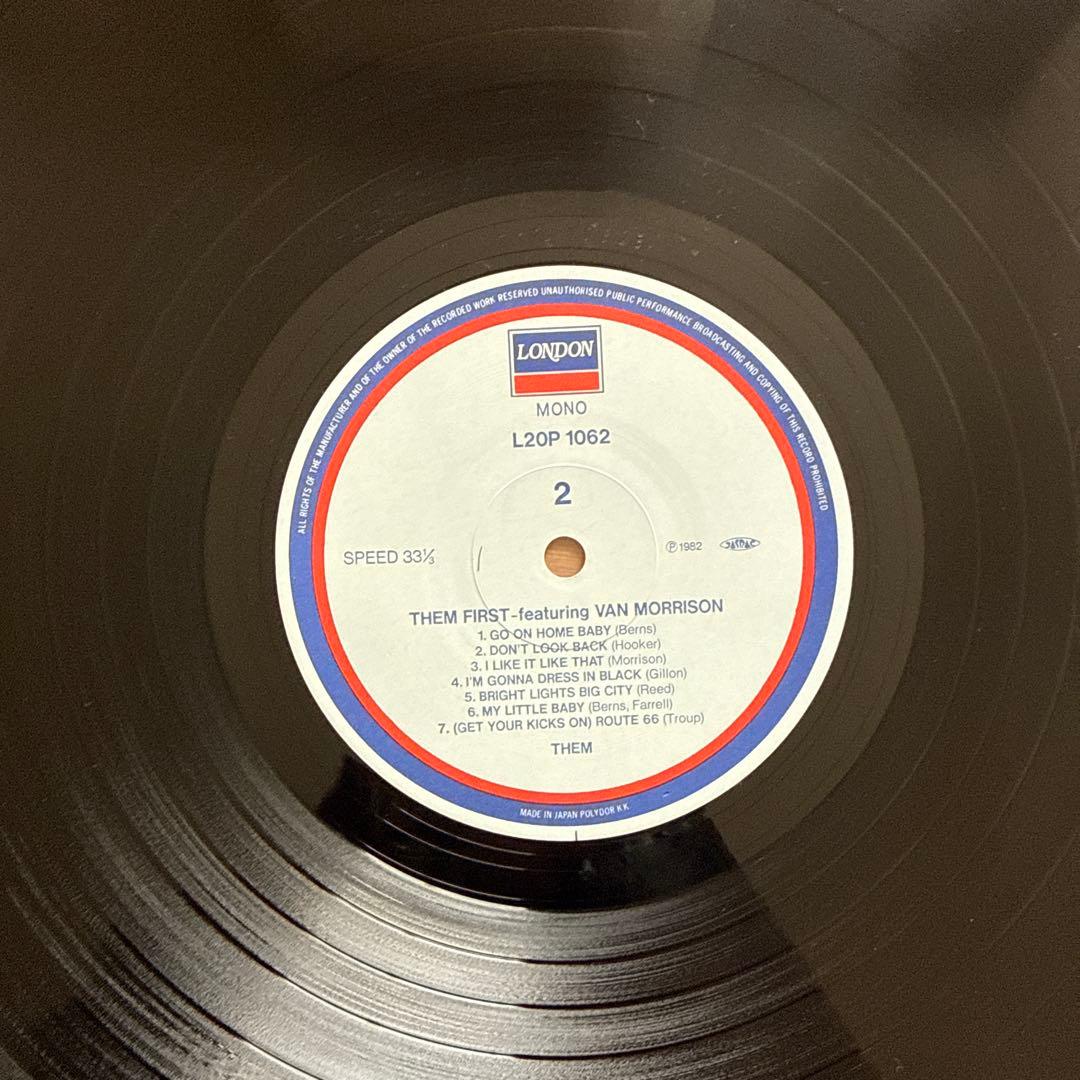 ALL RIGHTS OF THE MANUFACTURER AND OF THE OWNER OF THE RECORDED WORK RESERVED UNAUTHORISED PUBLIC PERFORMANCE BROADCASTING AND COPYING OF THIS RECORD PROHIBITED
LONDON
MONO
L20P 1062
2
SPEED 33⅓
℗1982 JASRAC
THEM FIRST-featuring VAN MORRISON
1. GO ON HOME BABY (Berns)
2. DON'T LOOK BACK (Hooker)
3. I LIKE IT LIKE THAT (Morrison)
4. I'M GONNA DRESS IN BLACK (Gillon)
5. BRIGHT LIGHTS BIG CITY (Reed)
6. MY LITTLE BABY (Berns, Farrell)
7. (GET YOUR KICKS ON) ROUTE 66 (Troup)
THEM
MADE IN JAPAN POLYDOR K.K.